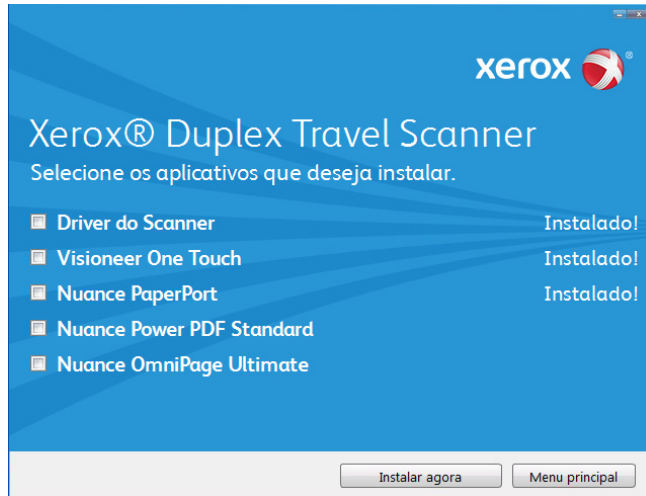 xerox
Xerox® Duplex Travel Scanner
Selecione os aplicativos que deseja instalar.
Driver do Scanner Instalado!
Visioneer One Touch Instalado!
Nuance PaperPort Instalado!
Nuance Power PDF Standard
Nuance OmniPage Ultimate
Instalar agora Menu principal